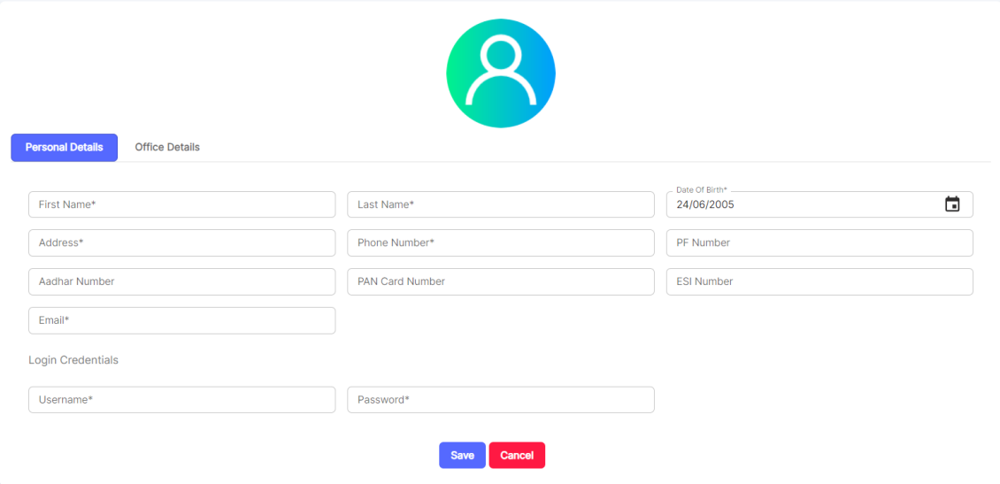 Personal Details Office Details
Date Of Birth*
First Name* Last Name* 24/06/2005
Address* Phone Number* PF Number
Aadhar Number PAN Card Number ESI Number
Email*
Login Credentials
Username* Password*
Save Cancel